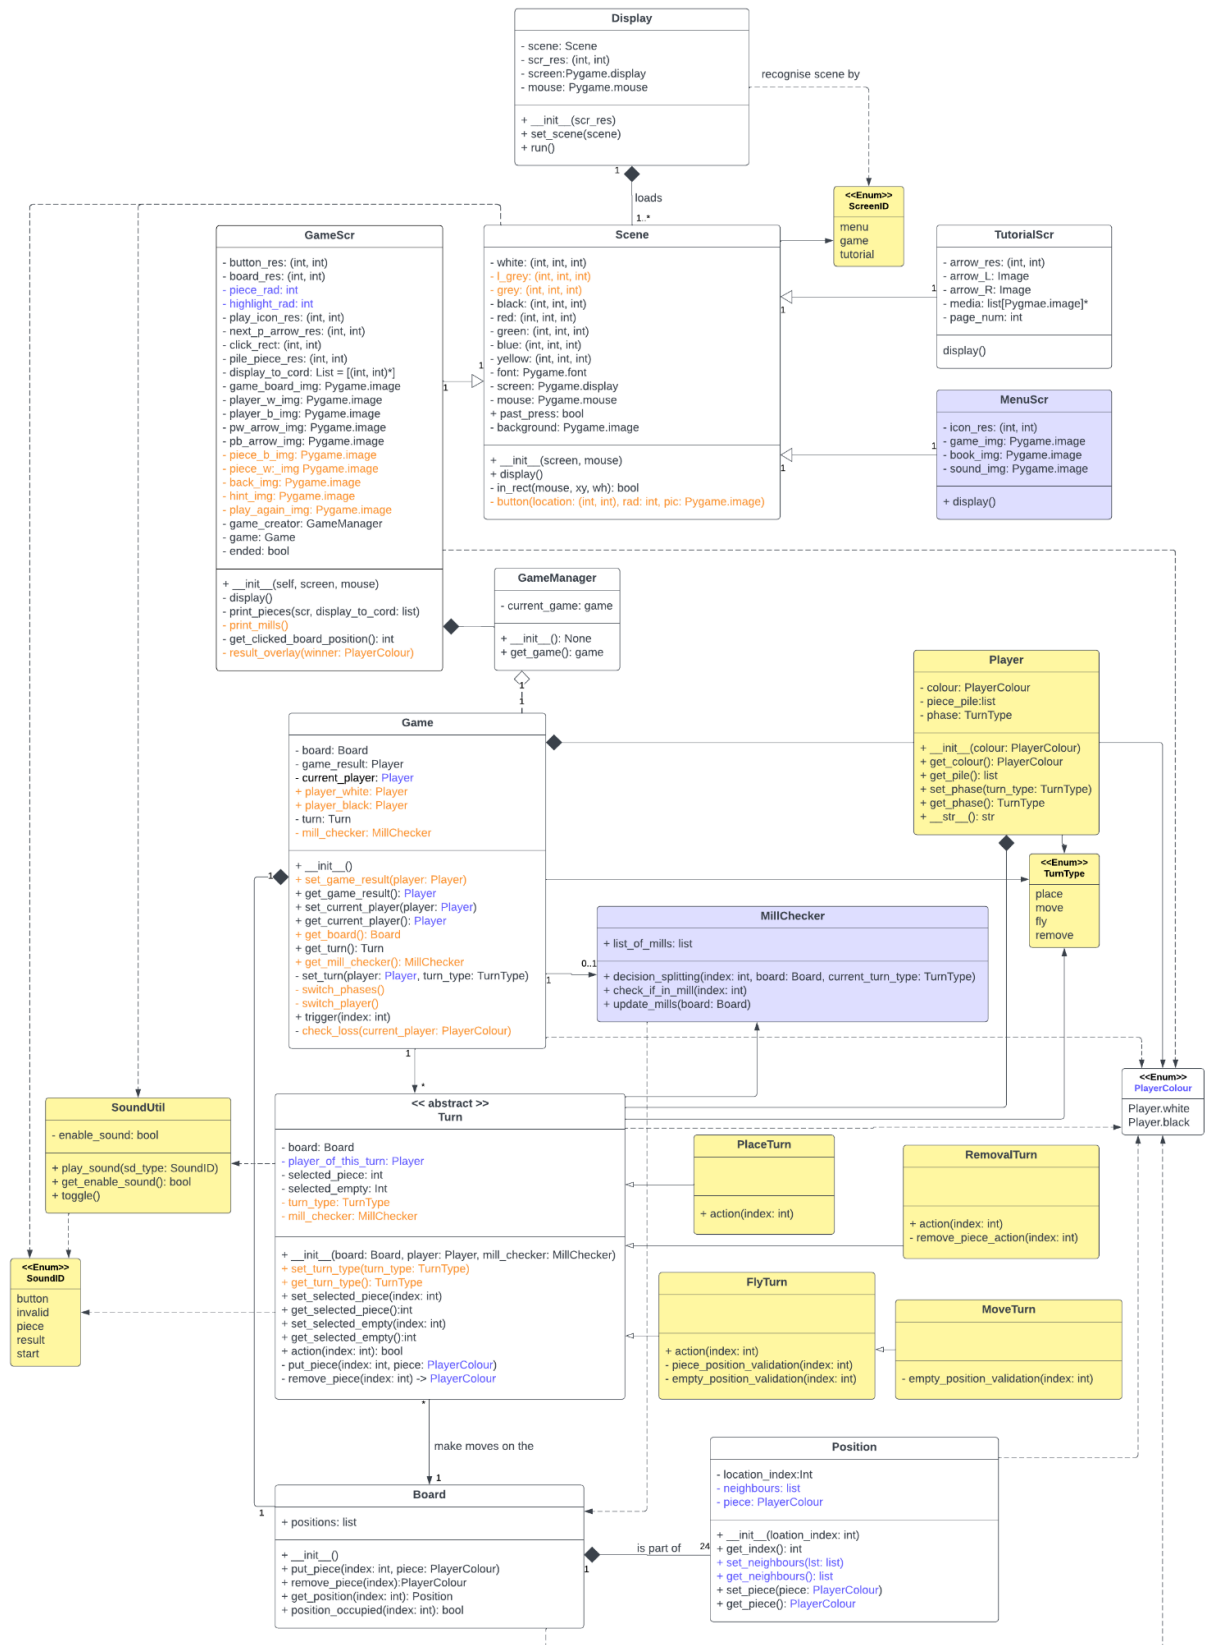 Display
- scene: Scene
- scr_res: (int, int)
- screen:Pygame.display
- mouse: Pygame.mouse
+ __init__(scr_res)
+ set_scene(scene)
+ run()
recognise scene by
1
loads
1..*
<<Enum>>
ScreenID
menu
game
tutorial
GameScr
- button_res: (int, int)
- board_res: (int, int)
- piece_rad: int
- highlight_rad: int
- play_icon_res: (int, int)
- next_p_arrow_res: (int, int)
- click_rect: (int, int)
- pile_piece_res: (int, int)
- display_to_cord: List = [(int, int)*]
- game_board_img: Pygame.image
- player_w_img: Pygame.image
- player_b_img: Pygame.image
- pw_arrow_img: Pygame.image
- pb_arrow_img: Pygame.image
- piece_b_img: Pygame.image
- piece_w:_img Pygame.image
- back_img: Pygame.image
- hint_img: Pygame.image
- play_again_img: Pygame.image
- game_creator: GameManager
- game: Game
- ended: bool
+ __init__(self, screen, mouse)
- display()
- print_pieces(scr, display_to_cord: list)
- print_mills()
- get_clicked_board_position(): int
- result_overlay(winner: PlayerColour)
1
1
Scene
- white: (int, int, int)
- l_grey: (int, int, int)
- grey: (int, int, int)
- black: (int, int, int)
- red: (int, int, int)
- green: (int, int, int)
- blue: (int, int, int)
- yellow: (int, int, int)
- font: Pygame.font
- screen: Pygame.display
- mouse: Pygame.mouse
+ past_press: bool
- background: Pygame.image
+ __init__(screen, mouse)
+ display()
- in_rect(mouse, xy, wh): bool
- button(location: (int, int), rad: int, pic: Pygame.image)
1
1
TutorialScr
- arrow_res: (int, int)
- arrow_L: Image
- arrow_R: Image
- media: list[Pygmae.image]*
- page_num: int
display()
1
1
MenuScr
- icon_res: (int, int)
- game_img: Pygame.image
- book_img: Pygame.image
- sound_img: Pygame.image
+ display()
GameManager
- current_game: game
+ __init__(): None
+ get_game(): game
1
1
Game
- board: Board
- game_result: Player
- current_player: Player
+ player_white: Player
+ player_black: Player
- turn: Turn
- mill_checker: MillChecker
+ __init__()
+ set_game_result(player: Player)
+ get_game_result(): Player
+ set_current_player(player: Player)
+ get_current_player(): Player
+ get_board(): Board
+ get_turn(): Turn
+ get_mill_checker(): MillChecker
- set_turn(player: Player, turn_type: TurnType)
- switch_phases()
- switch_player()
+ trigger(index: int)
- check_loss(current_player: PlayerColour)
Player
- colour: PlayerColour
- piece_pile:list
- phase: TurnType
+ __init__(colour: PlayerColour)
+ get_colour(): PlayerColour
+ get_pile(): list
+ set_phase(turn_type: TurnType)
+ get_phase(): TurnType
+ __str__(): str
<<Enum>>
TurnType
place
move
fly
remove
1
1
0..1
MillChecker
+ list_of_mills: list
+ decision_splitting(index: int, board: Board, current_turn_type: TurnType)
+ check_if_in_mill(index: int)
+ update_mills(board: Board)
1
*
<<Enum>>
PlayerColour
Player.white
Player.black
SoundUtil
- enable_sound: bool
+ play_sound(sd_type: SoundID)
+ get_enable_sound(): bool
+ toggle()
<<Enum>>
SoundID
button
invalid
piece
result
start
<< abstract >>
Turn
- board: Board
- player_of_this_turn: Player
- selected_piece: int
- selected_empty: Int
- turn_type: TurnType
- mill_checker: MillChecker
+ __init__(board: Board, player: Player, mill_checker: MillChecker)
+ set_turn_type(turn_type: TurnType)
+ get_turn_type(): TurnType
+ set_selected_piece(index: int)
+ get_selected_piece():int
+ set_selected_empty(index: int)
+ get_selected_empty():int
+ action(index: int): bool
- put_piece(index: int, piece: PlayerColour)
- remove_piece(index: int) -> PlayerColour
PlaceTurn
+ action(index: int)
RemovalTurn
+ action(index: int)
- remove_piece_action(index: int)
FlyTurn
+ action(index: int)
- piece_position_validation(index: int)
- empty_position_validation(index: int)
MoveTurn
- empty_position_validation(index: int)
*
make moves on the
1
1
Board
+ positions: list
+ __init__()
+ put_piece(index: int, piece: PlayerColour)
+ remove_piece(index):PlayerColour
+ get_position(index: int): Position
+ position_occupied(index: int): bool
is part of
1
24
Position
- location_index:Int
- neighbours: list
- piece: PlayerColour
+ __init__(loation_index: int)
+ get_index(): int
+ set_neighbours(lst: list)
+ get_neighbours(): list
+ set_piece(piece: PlayerColour)
+ get_piece(): PlayerColour